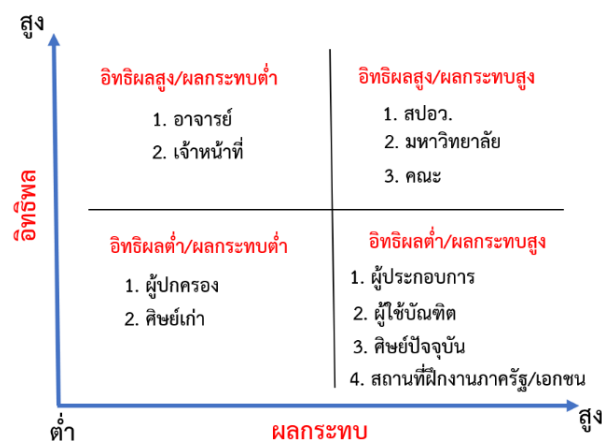 สูง
อิทธิผลสูง/ผลกระทบต่ำ
1. อาจารย์
2. เจ้าหน้าที่
อิทธิผลสูง/ผลกระทบสูง
1. สปอว.
2. มหาวิทยาลัย
3. คณะ
อิทธิพล
อิทธิผลต่ำ/ผลกระทบต่ำ
1. ผู้ปกครอง
2. ศิษย์เก่า
อิทธิผลต่ำ/ผลกระทบสูง
1. ผู้ประกอบการ
2. ผู้ใช้บัณฑิต
3. ศิษย์ปัจจุบัน
4. สถานที่ฝึกงานภาครัฐ/เอกชน
ต่ำ
ผลกระทบ
สูง